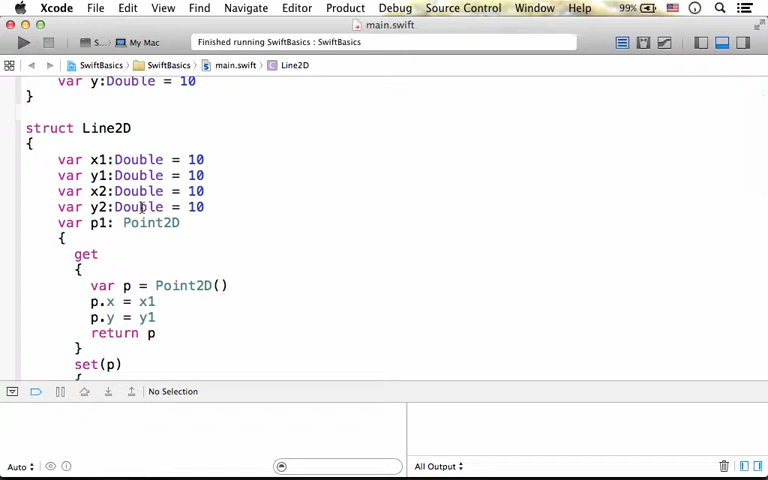 Xcode File Edit View Find Navigate Editor Product Debug Source Control Window Help 99%
main.swift
S... My Mac Finished running SwiftBasics : SwiftBasics
SwiftBasics SwiftBasics main.swift C Line2D
var y:Double = 10
}
struct Line2D
{
var x1:Double = 10
var y1:Double = 10
var x2:Double = 10
var y2:Double = 10
var p1: Point2D
{
get
{
var p = Point2D()
p.x = x1
p.y = y1
return p
}
set(p)
{
No Selection
Auto All Output